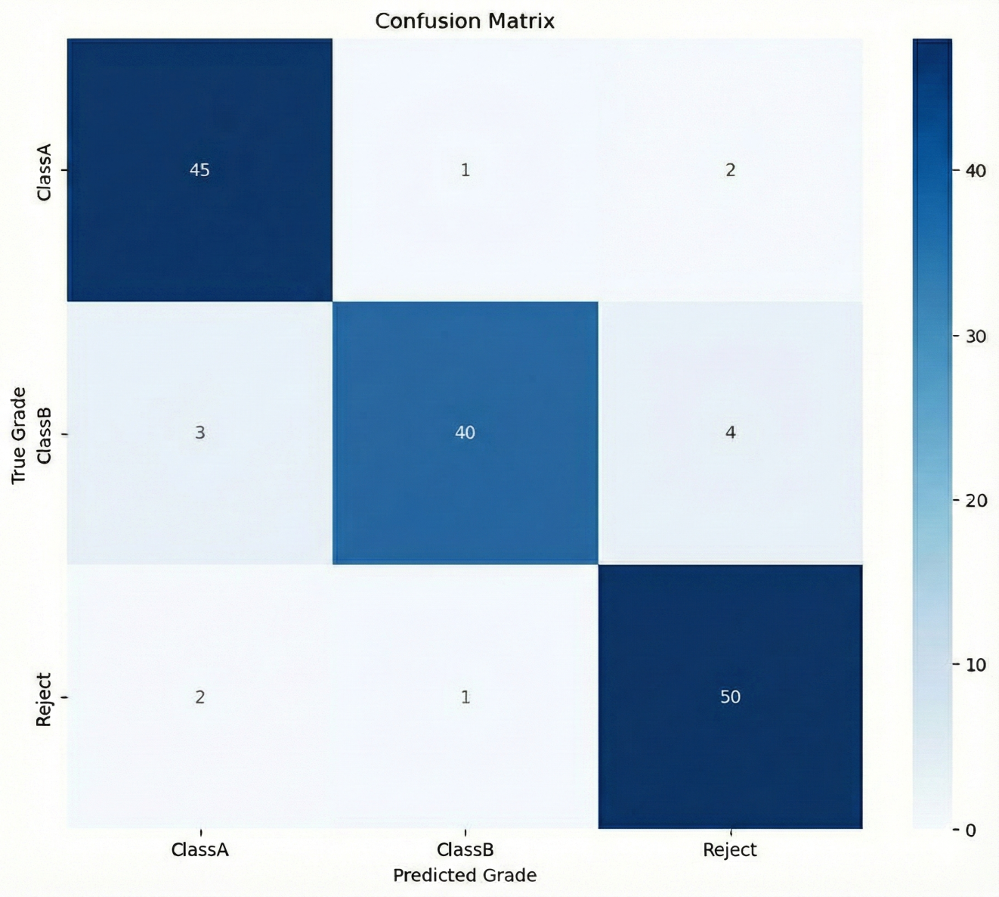 Confusion Matrix
ClassA
45
1
2
ClassB
3
40
4
Reject
2
1
50
True Grade
ClassA
ClassB
Reject
Predicted Grade
40
30
20
10
0